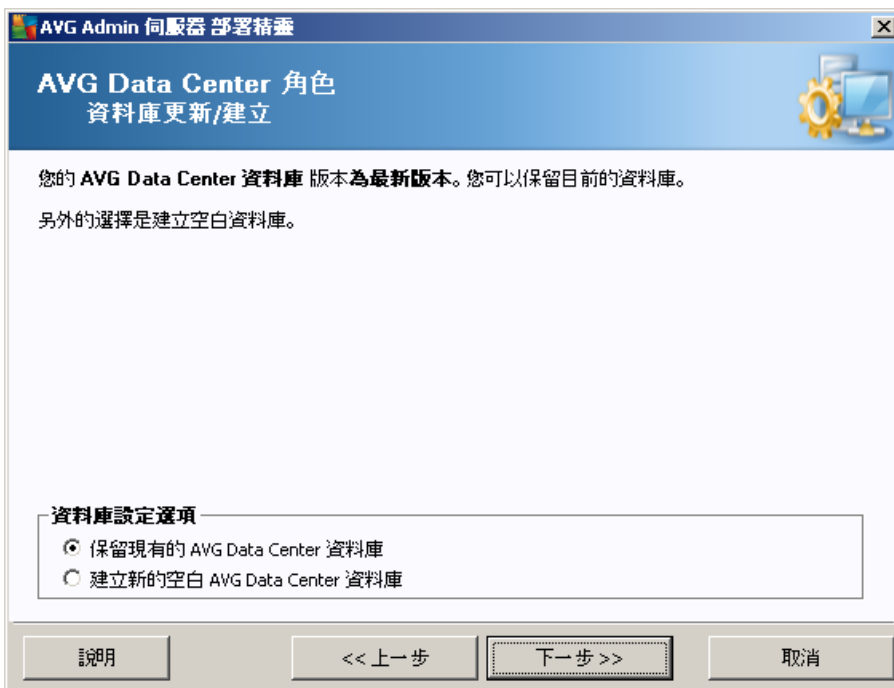 AVG Admin 伺服器 部署精靈
AVG Data Center 角色
資料庫更新/建立
您的 AVG Data Center 資料庫 版本為最新版本。您可以保留目前的資料庫。
另外的選擇是建立空白資料庫。
資料庫設定選項
保留現有的 AVG Data Center 資料庫
建立新的空白 AVG Data Center 資料庫
說明
<< 上一步
下一步 >>
取消